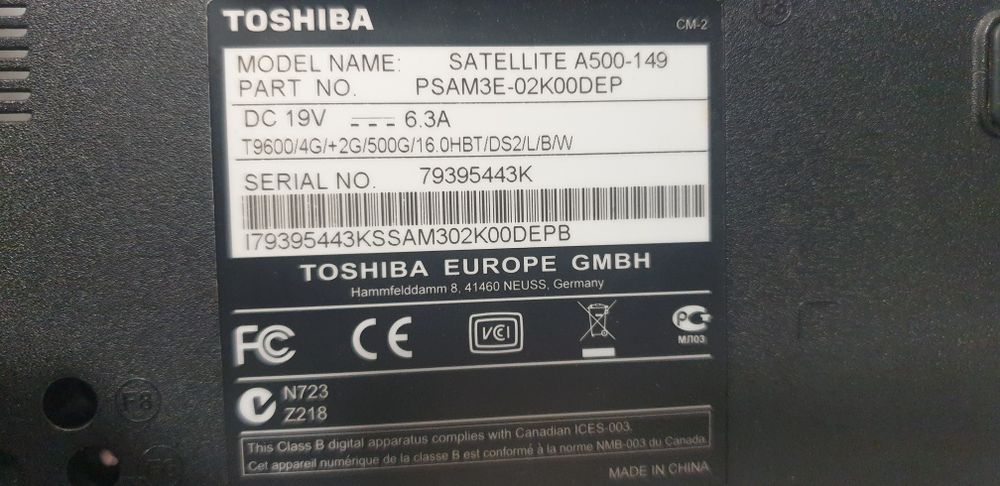 TOSHIBA
CM-2
MODEL NAME: SATELLITE A500-149
PART NO. PSAM3E-02K00DEP
DC 19V 6.3A
T9600/4G/+2G/500G/16.0HBT/DS2/L/B/W
SERIAL NO. 79395443K
I79395443KSSAM302K00DEPB
TOSHIBA EUROPE GMBH
Hammfelddamm 8, 41460 NEUSS, Germany
FC CE VCI PG
МЛ03
N723
Z218
This Class B digital apparatus complies with Canadian ICES-003.
Cet appareil numérique de la classe B est conformé à la norme NMB-003 du Canada.
MADE IN CHINA
F8